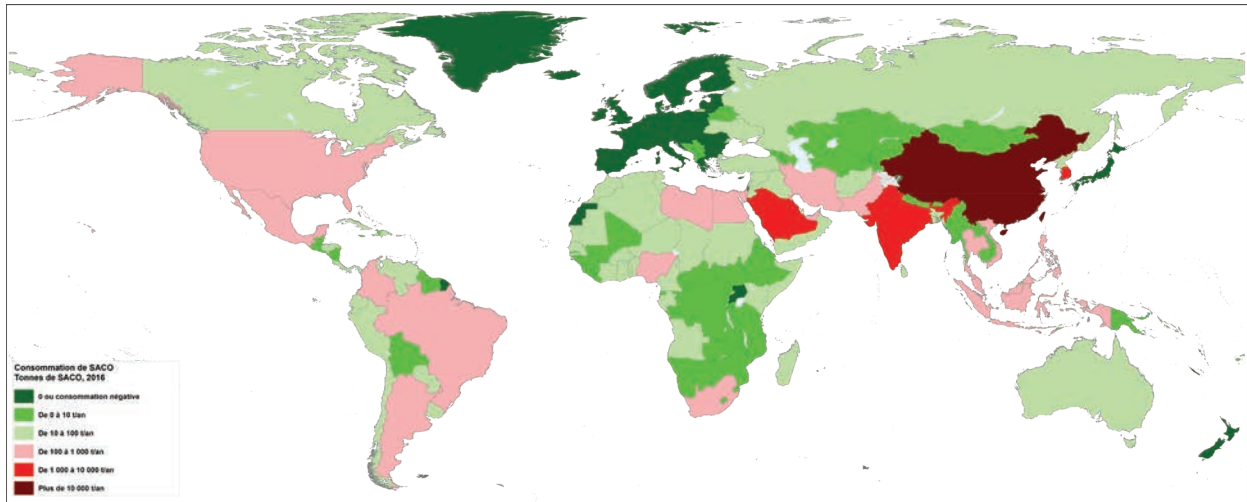 Consommation de SACO
Tonnes de SACO, 2016
0 ou consommation négative
De 0 à 10 t/an
De 10 à 100 t/an
De 100 à 1 000 t/an
De 1 000 à 10 000 t/an
Plus de 10 000 t/an